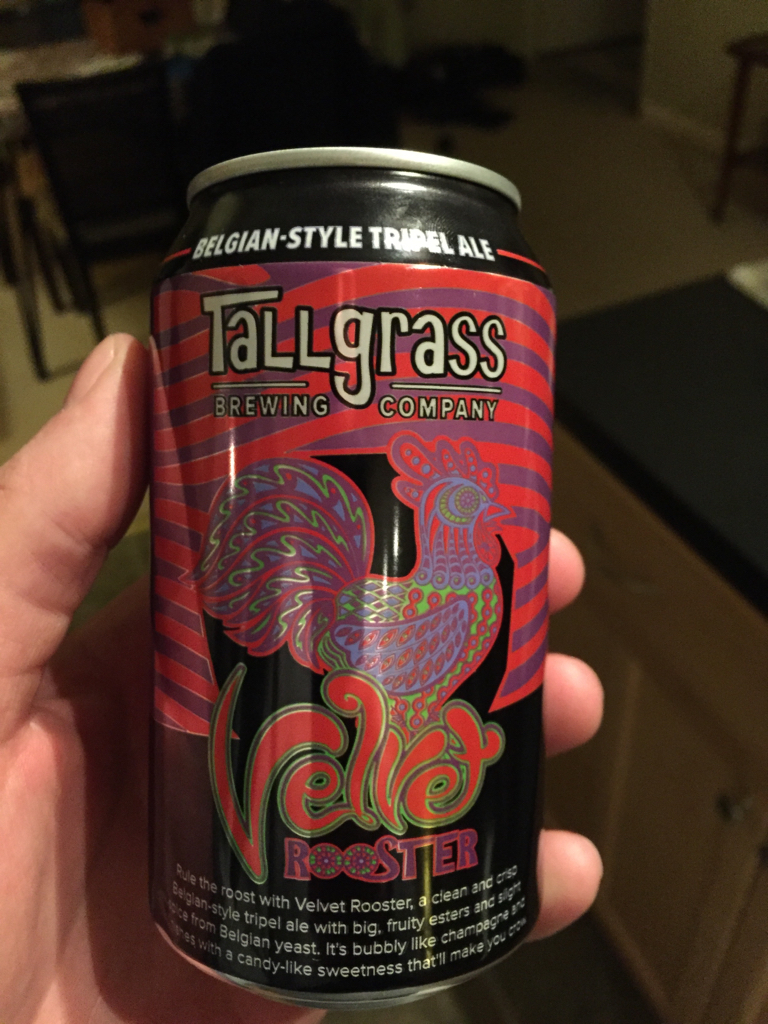 BELGIAN-STYLE TRIPEL ALE
Tallgrass
BREWING COMPANY
Velvet
ROOSTER
Rule the roost with Velvet Rooster, a clean and crisp
Belgian-style tripel ale with big, fruity esters and slight
spice from Belgian yeast. It's bubbly like champagne and
with a candy-like sweetness that'll make you crow.